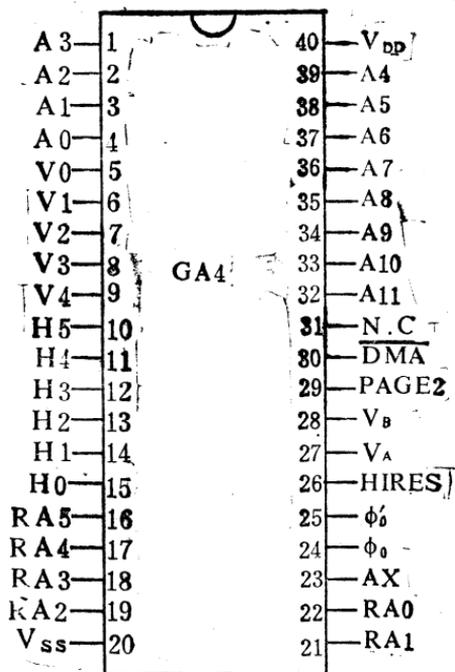 A3 1 40 VDD
A2 2 39 A4
A1 3 38 A5
A0 4 37 A6
V0 5 36 A7
V1 6 35 A8
V2 7 34 A9
V3 8 GA4 33 A10
V4 9 32 A11
H5 10 31 N.C
H4 11 30 DMA
H3 12 29 PAGE2
H2 13 28 VB
H1 14 27 VA
H0 15 26 HIRES
RA5 16 25 ϕ0′
RA4 17 24 ϕ0
RA3 18 23 AX
RA2 19 22 RA0
Vss 20 21 RA1